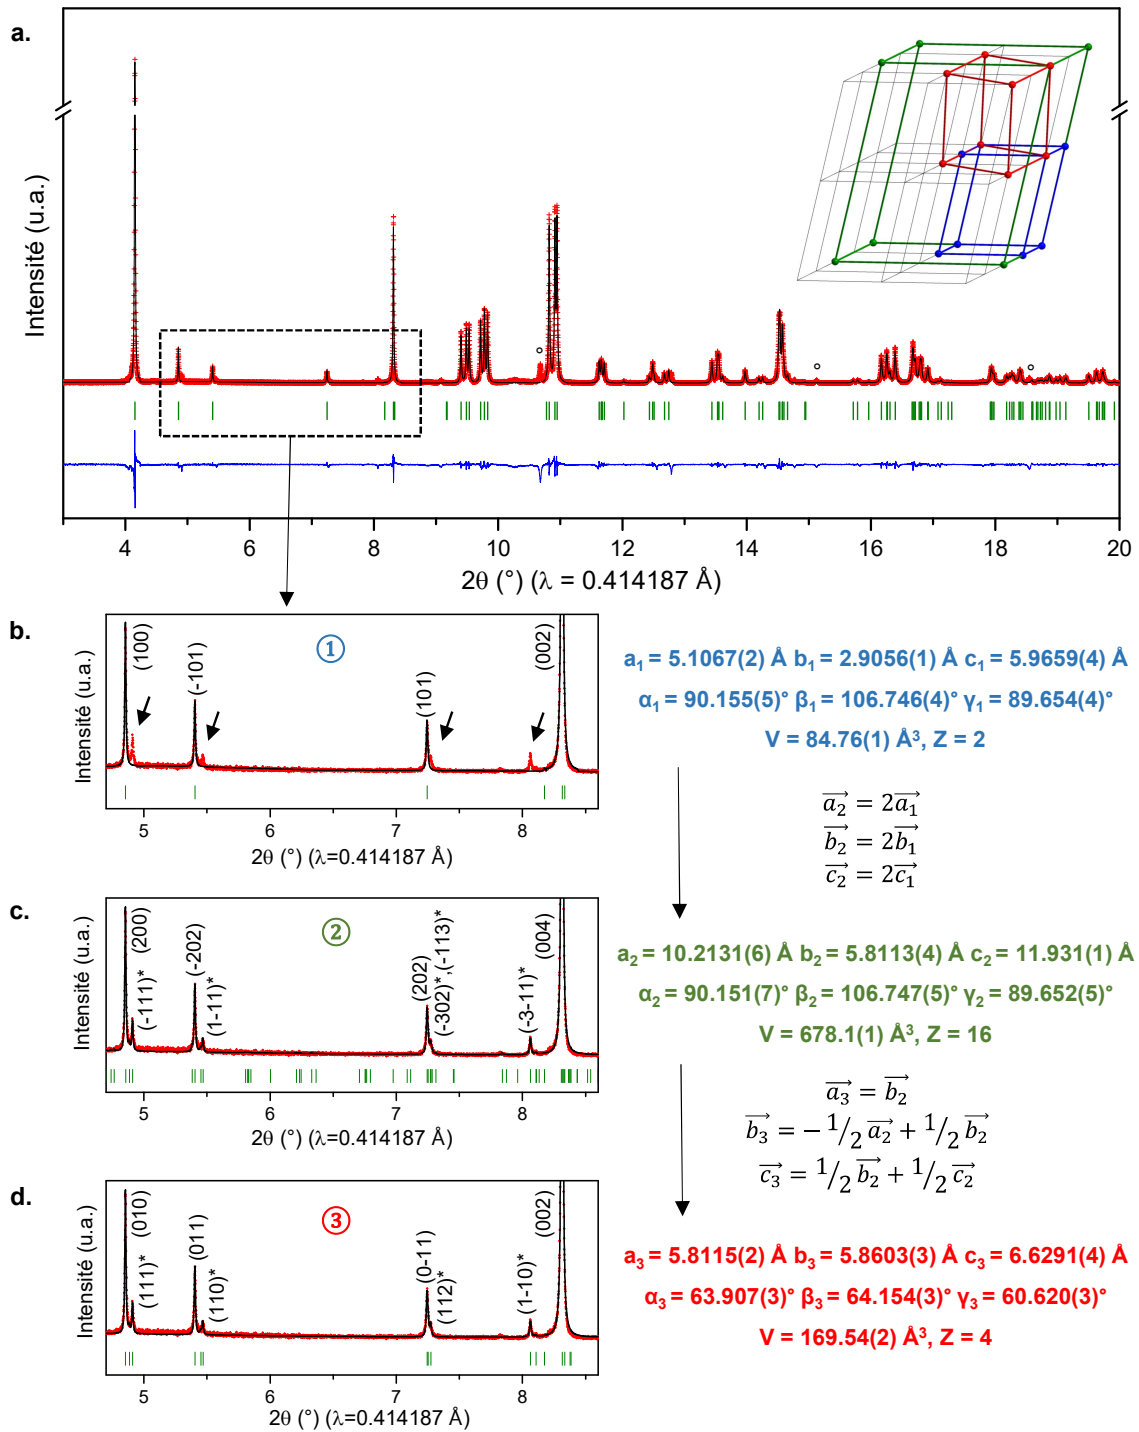 a.
Intensité (u.a.)
4 6 8 10 12 14 16 18 20
2θ (°) (λ = 0.414187 Å)
b.
Intensité (u.a.)
① 
(100) (-101) (101) (002)
5 6 7 8
2θ (°) (λ=0.414187 Å)
a₁ = 5.1067(2) Å b₁ = 2.9056(1) Å c₁ = 5.9659(4) Å
α₁ = 90.155(5)° β₁ = 106.746(4)° γ₁ = 89.654(4)°
V = 84.76(1) Å³, Z = 2
a₂⃗ = 2a₁⃗
b₂⃗ = 2b₁⃗
c₂⃗ = 2c₁⃗
c.
Intensité (u.a.)
②
(200) (-111)* (-202) (1-11)* (202) (-302)*,(-113)* (-3-11)* (004)
5 6 7 8
2θ (°) (λ=0.414187 Å)
a₂ = 10.2131(6) Å b₂ = 5.8113(4) Å c₂ = 11.931(1) Å
α₂ = 90.151(7)° β₂ = 106.747(5)° γ₂ = 89.652(5)°
V = 678.1(1) Å³, Z = 16
a₃⃗ = b₂⃗
b₃⃗ = − 1/2 a₂⃗ + 1/2 b₂⃗
c₃⃗ = 1/2 b₂⃗ + 1/2 c₂⃗
d.
Intensité (u.a.)
③
(010) (111)* (011) (110)* (0-11) (112)* (1-10)* (002)
5 6 7 8
2θ (°) (λ=0.414187 Å)
a₃ = 5.8115(2) Å b₃ = 5.8603(3) Å c₃ = 6.6291(4) Å
α₃ = 63.907(3)° β₃ = 64.154(3)° γ₃ = 60.620(3)°
V = 169.54(2) Å³, Z = 4